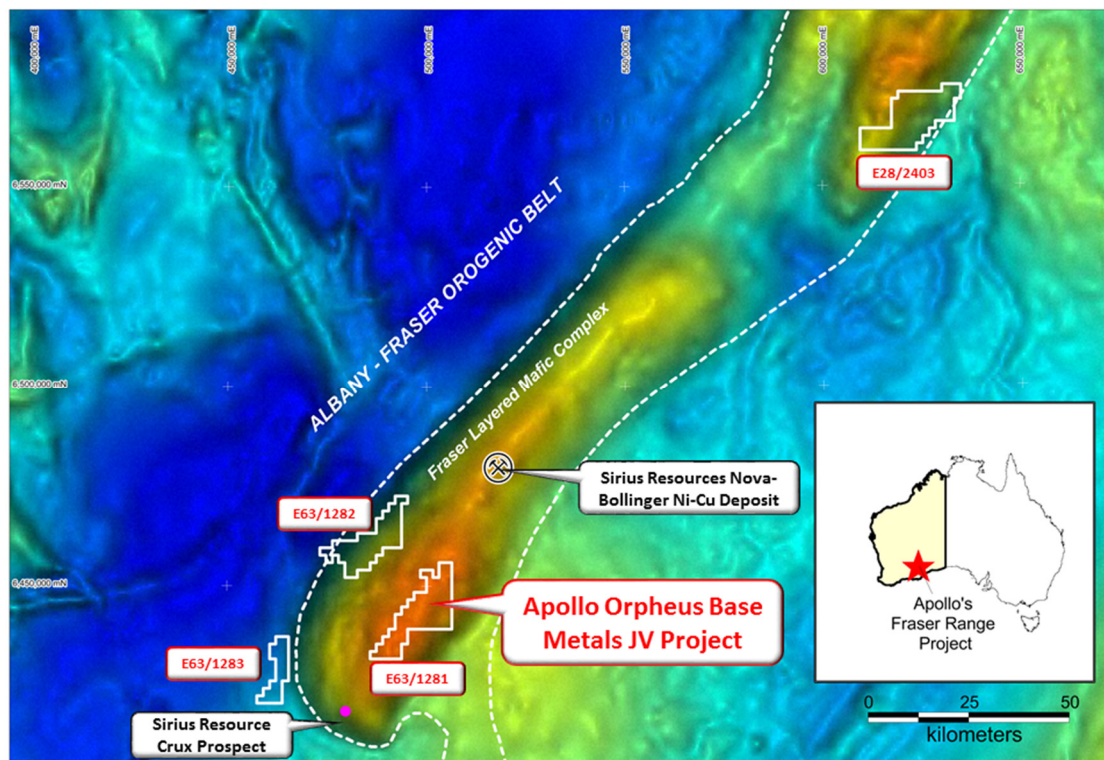 400,000 mE
450,000 mE
500,000 mE
550,000 mE
600,000 mE
650,000 mE
6,550,000 mN
6,500,000 mN
6,450,000 mN
E28/2403
ALBANY - FRASER OROGENIC BELT
Fraser Layered Mafic Complex
Sirius Resources Nova-
Bollinger Ni-Cu Deposit
E63/1282
Apollo Orpheus Base
Metals JV Project
E63/1283
E63/1281
Sirius Resource
Crux Prospect
Apollo's
Fraser Range
Project
0 25 50
kilometers